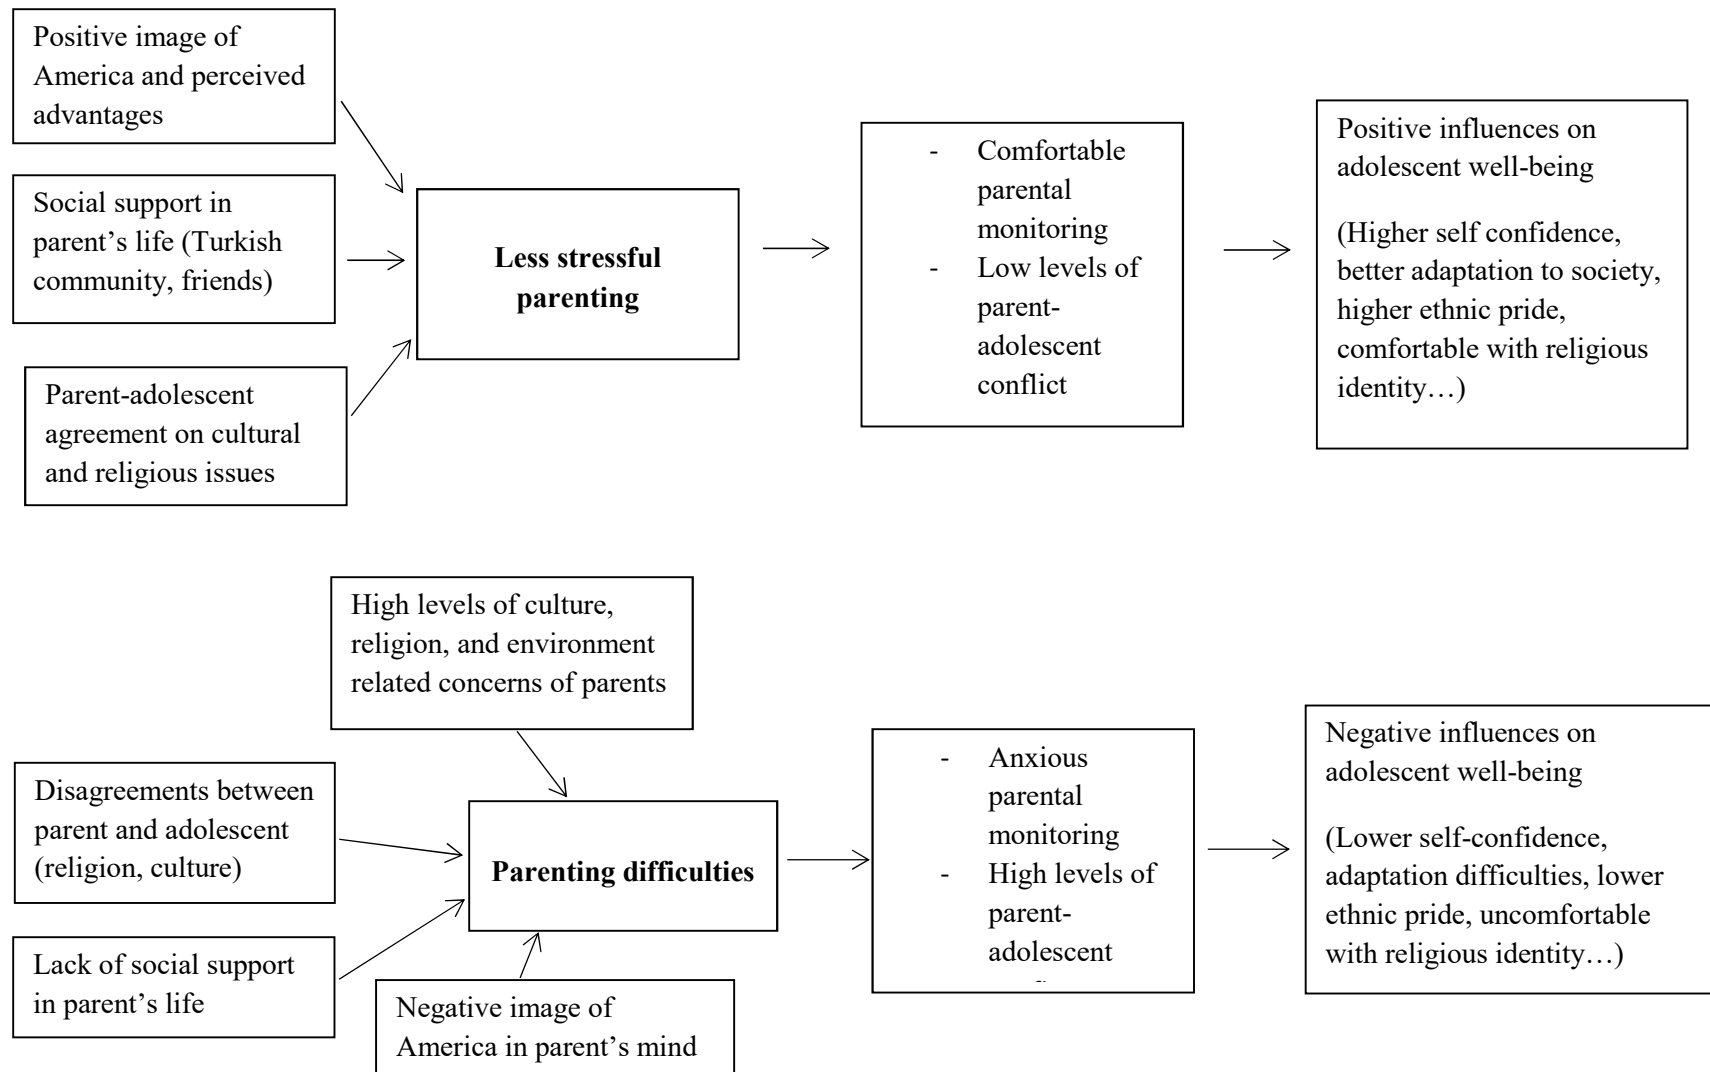 Positive image of
America and perceived
advantages
Social support in
parent’s life (Turkish
community, friends)
Parent-adolescent
agreement on cultural
and religious issues
Less stressful
parenting
- Comfortable
parental
monitoring
- Low levels of
parent-
adolescent
conflict
Positive influences on
adolescent well-being
(Higher self confidence,
better adaptation to society,
higher ethnic pride,
comfortable with religious
identity…)
High levels of culture,
religion, and environment
related concerns of parents
Disagreements between
parent and adolescent
(religion, culture)
Lack of social support
in parent’s life
Negative image of
America in parent’s mind
Parenting difficulties
- Anxious
parental
monitoring
- High levels of
parent-
adolescent
Negative influences on
adolescent well-being
(Lower self-confidence,
adaptation difficulties, lower
ethnic pride, uncomfortable
with religious identity…)